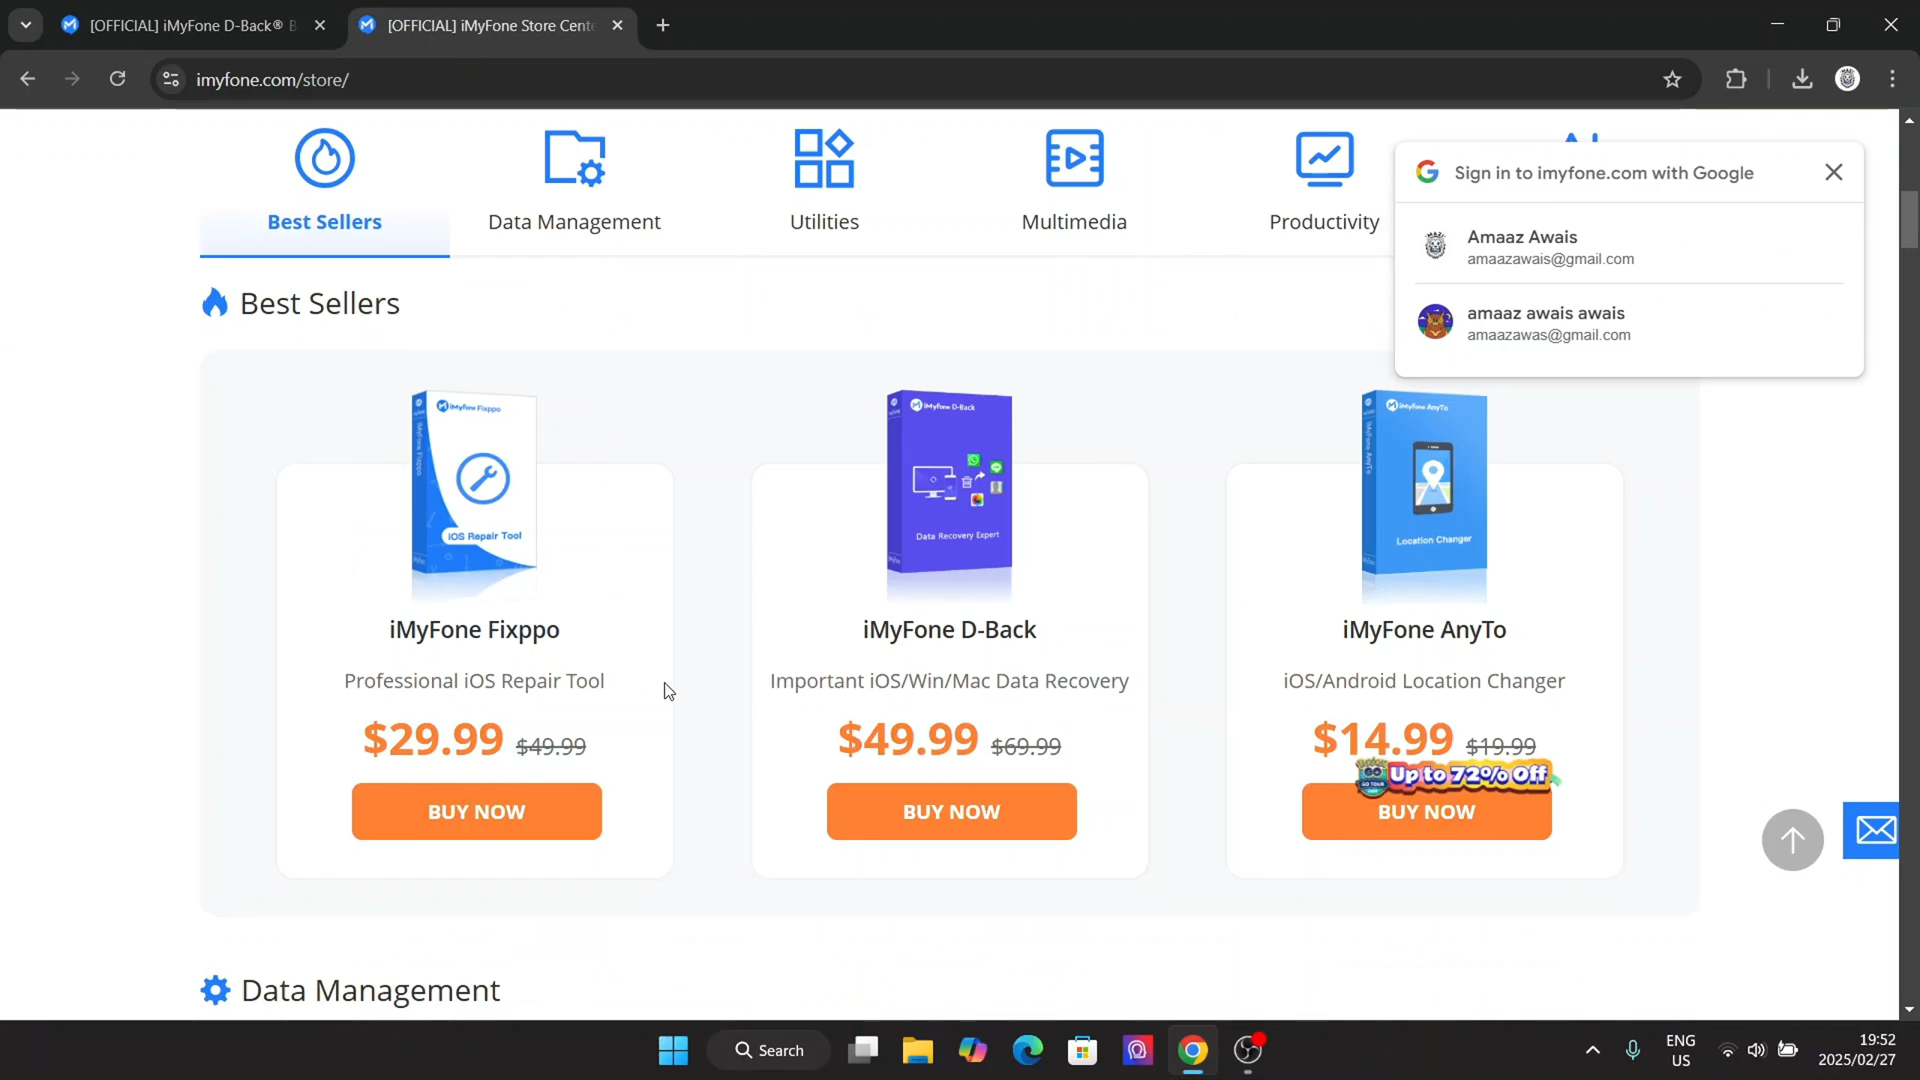 [OFFICIAL] iMyFone D-Back® B
[OFFICIAL] iMyFone Store Cente
imyfone.com/store/
Best Sellers
Data Management
Utilities
Multimedia
Productivity
Sign in to imyfone.com with Google
Amaaz Awais
amaazawais@gmail.com
amaaz awais awais
amaazawas@gmail.com
Best Sellers
iMyFone Fixppo
iMyFone Fixppo
iOS Repair Tool
iMyFone D-Back
Data Recovery Expert
iMyFone AnyTo
Location Changer
iMyFone Fixppo
iMyFone D-Back
iMyFone AnyTo
Professional iOS Repair Tool
Important iOS/Win/Mac Data Recovery
iOS/Android Location Changer
$29.99 $49.99
$49.99 $69.99
$14.99 $19.99
GO TOUR
Up to 72% Off
BUY NOW
BUY NOW
BUY NOW
Data Management
Search
ENG
US
19:52
2025/02/27